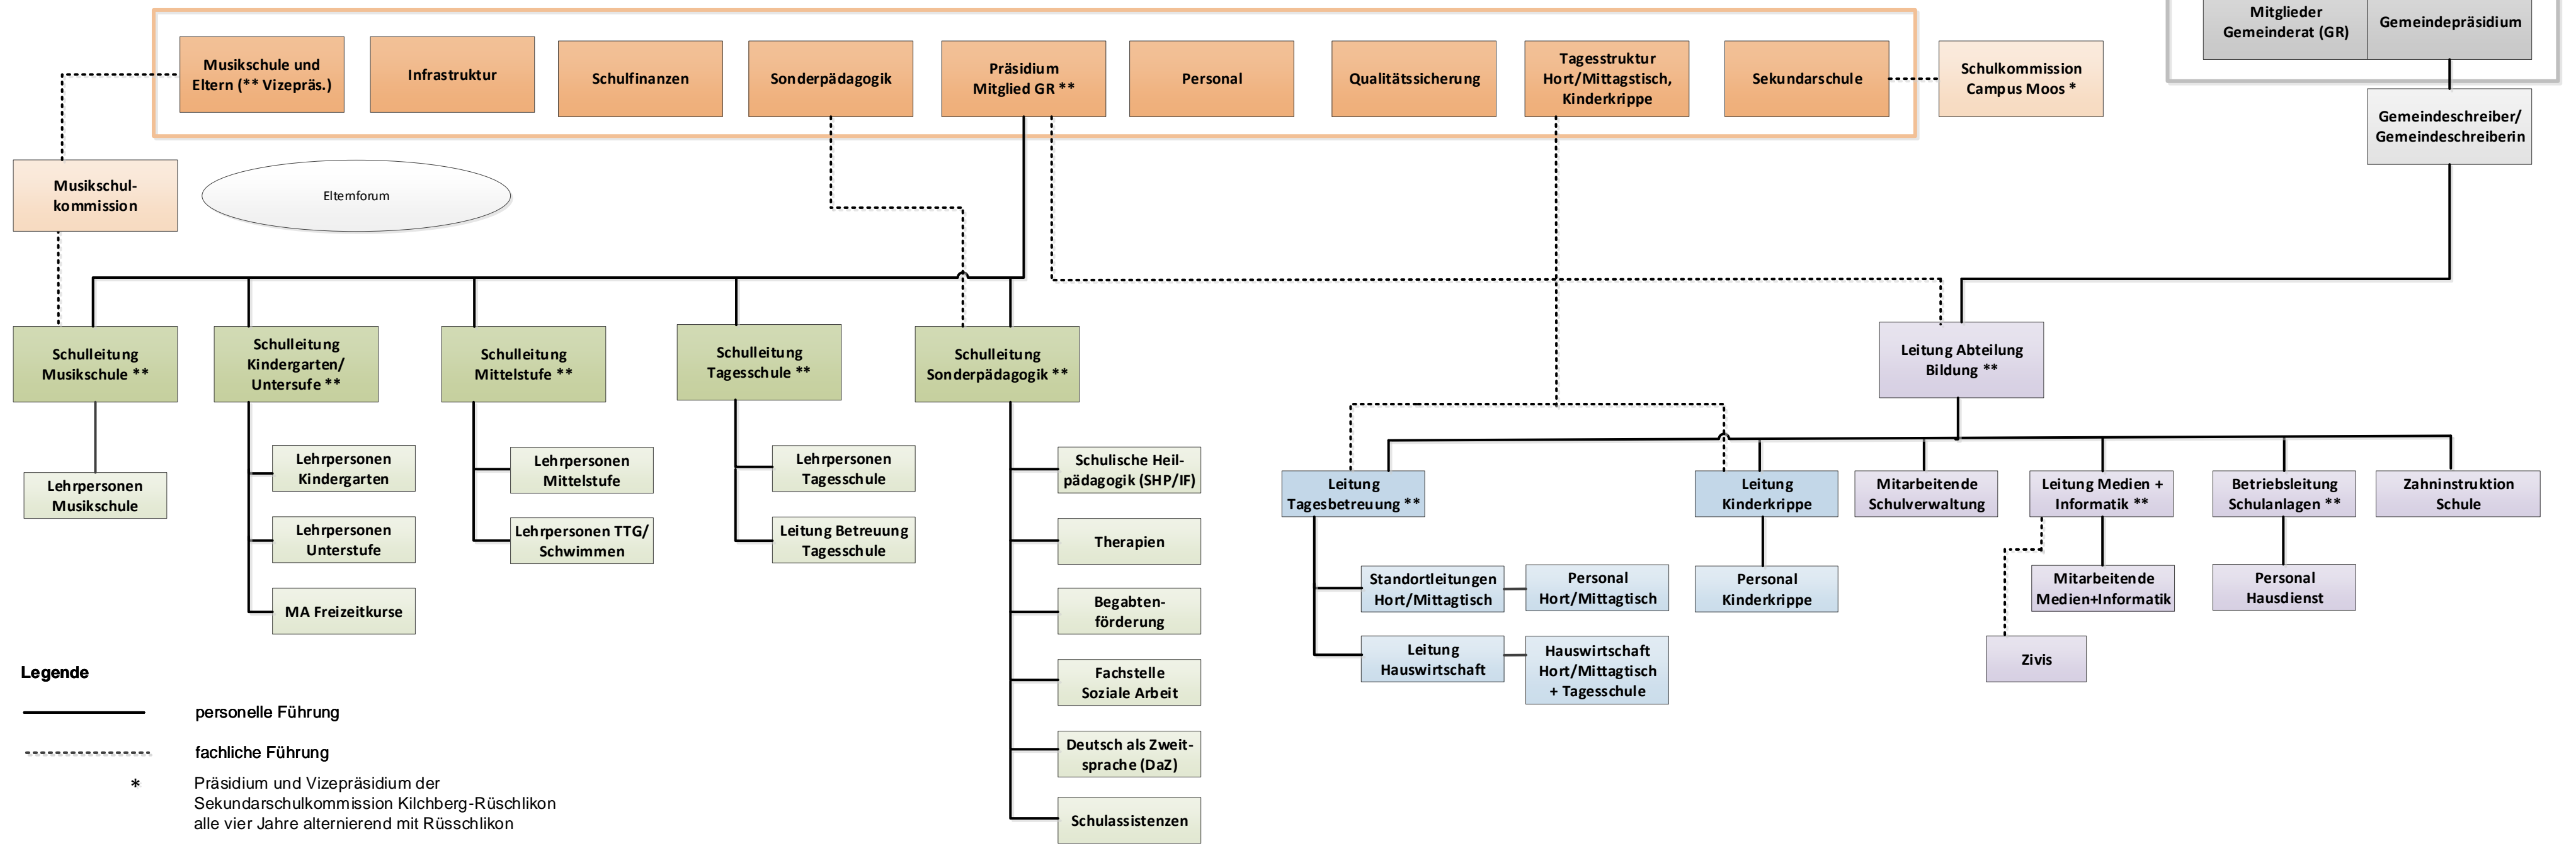 Mitglieder
Gemeinderat (GR)
Gemeindepräsidium
Musikschule und
Eltern (** Vizepräs.)
Infrastruktur
Schulfinanzen
Sonderpädagogik
Präsidium
Mitglied GR **
Personal
Qualitätssicherung
Tagesstruktur
Hort/Mittagstisch,
Kinderkrippe
Sekundarschule
Schulkommission
Campus Moos *
Gemeindeschreiber/
Gemeindeschreiberin
Musikschul-
kommission
Elternforum
Schulleitung
Musikschule **
Schulleitung
Kindergarten/
Untersufe **
Schulleitung
Mittelstufe **
Schulleitung
Tagesschule **
Schulleitung
Sonderpädagogik **
Leitung Abteilung
Bildung **
Lehrpersonen
Musikschule
Lehrpersonen
Kindergarten
Lehrpersonen
Unterstufe
MA Freizeitkurse
Lehrpersonen
Mittelstufe
Lehrpersonen TTG/
Schwimmen
Lehrpersonen
Tagesschule
Leitung Betreuung
Tagesschule
Schulische Heil-
pädagogik (SHP/IF)
Therapien
Begabten-
förderung
Fachstelle
Soziale Arbeit
Deutsch als Zweit-
sprache (DaZ)
Schulassistenzen
Leitung
Tagesbetreuung **
Leitung
Kinderkrippe
Mitarbeitende
Schulverwaltung
Leitung Medien +
Informatik **
Betriebsleitung
Schulanlagen **
Zahninstruktion
Schule
Standortleitungen
Hort/Mittagtisch
Personal
Hort/Mittagtisch
Personal
Kinderkrippe
Mitarbeitende
Medien+Informatik
Personal
Hausdienst
Leitung
Hauswirtschaft
Hauswirtschaft
Hort/Mittagtisch
+ Tagesschule
Zivis
Legende
personelle Führung
fachliche Führung
* Präsidium und Vizepräsidium der
Sekundarschulkommission Kilchberg-Rüschlikon
alle vier Jahre alternierend mit Rüsschlikon